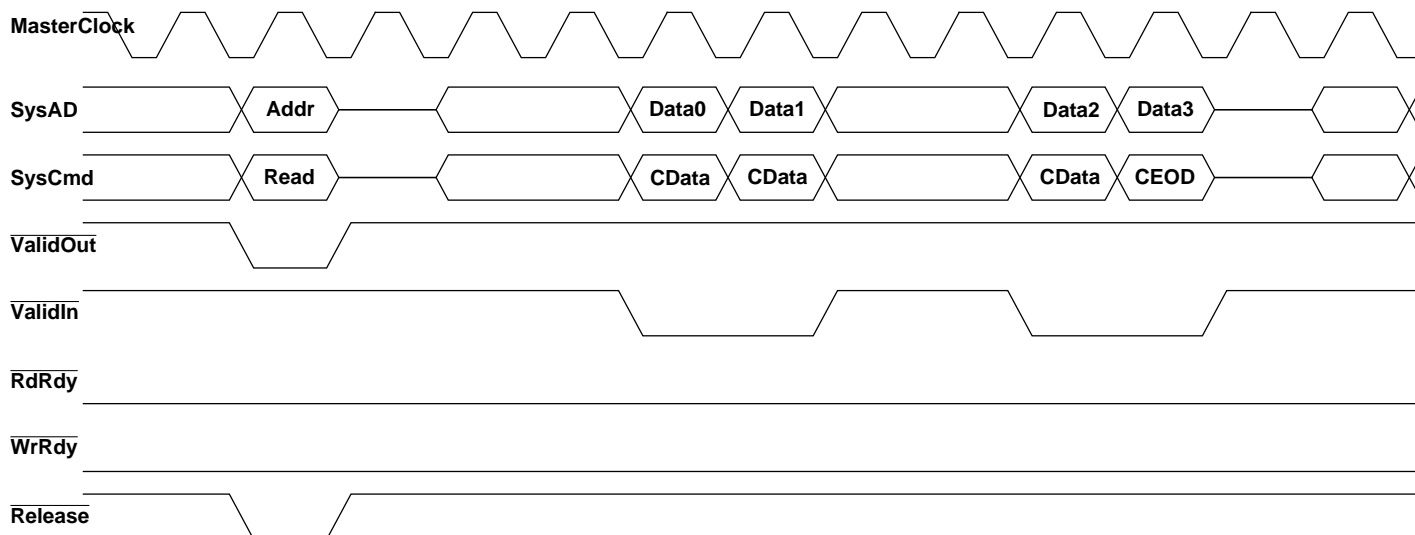 MasterClock
SysAD Addr Data0 Data1 Data2 Data3
SysCmd Read CData CData CData CEOD
ValidOut
ValidIn
RdRdy
WrRdy
Release